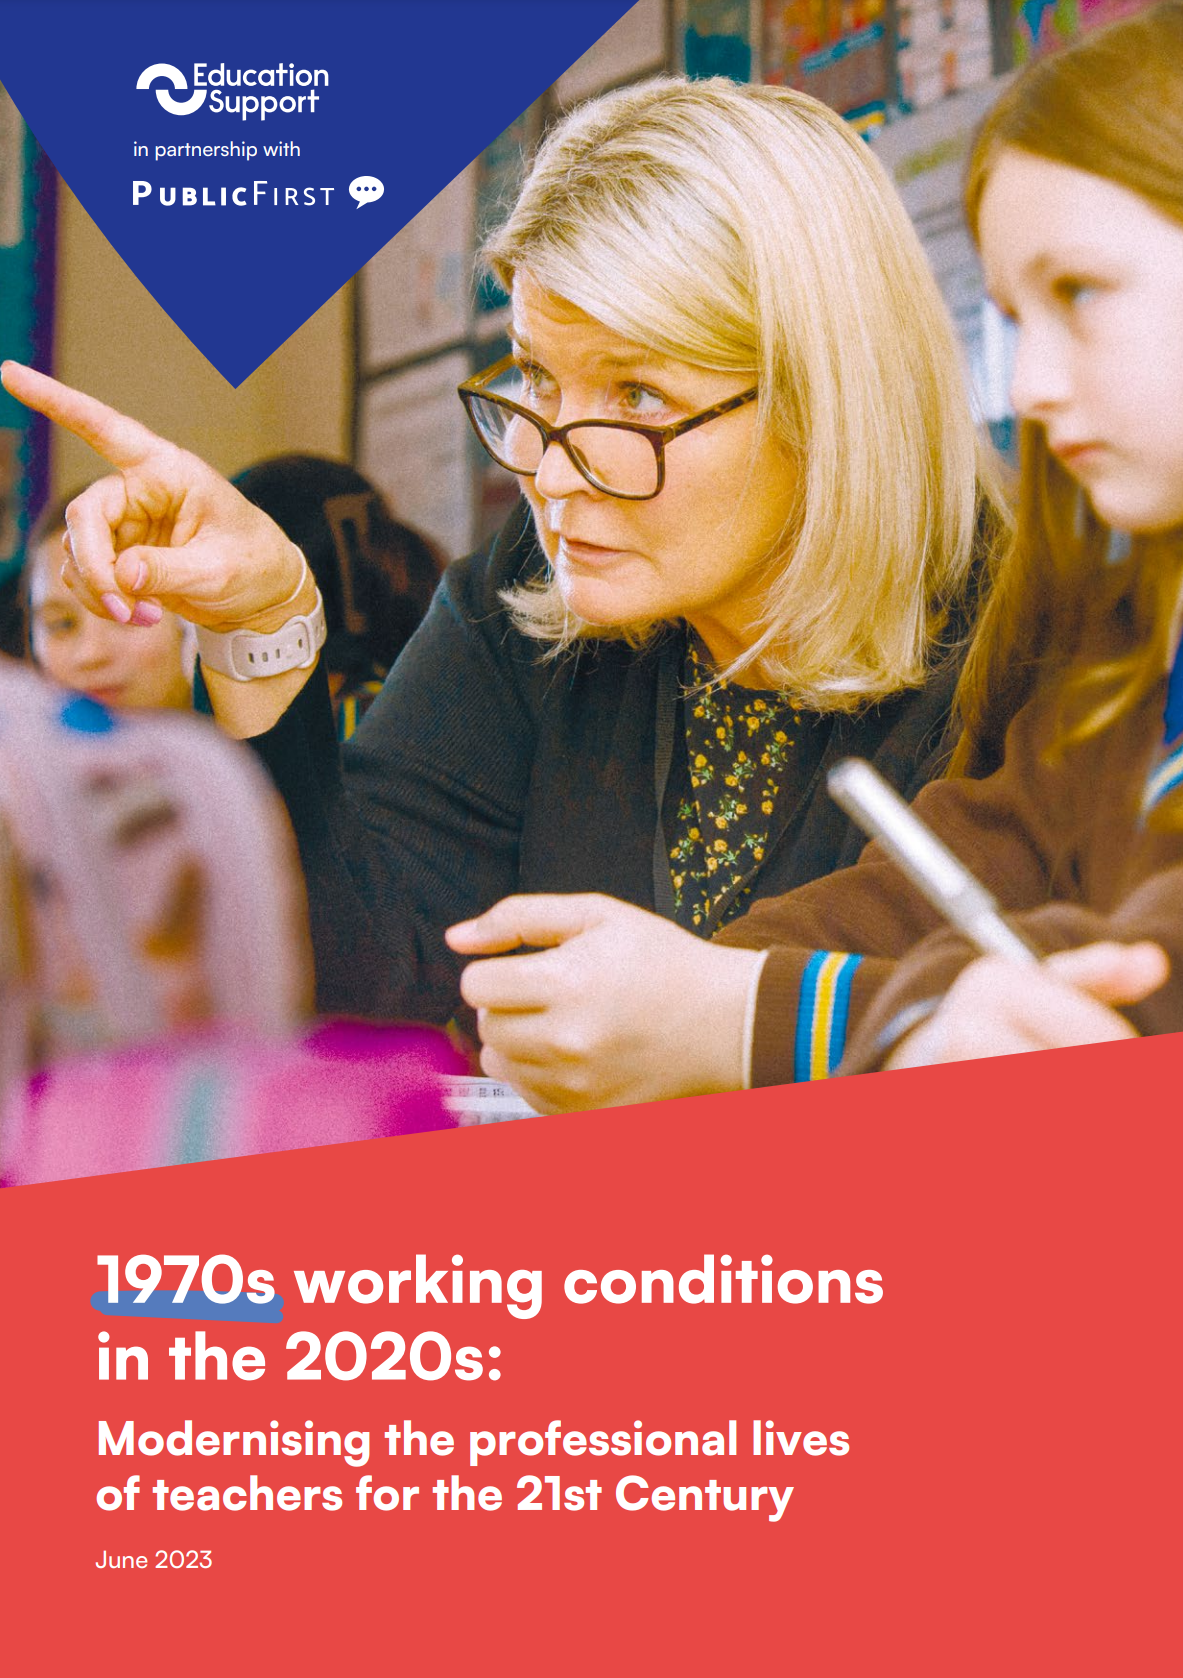 Education
Support
in partnership with
PUBLICFIRST
1970s working conditions
in the 2020s:
Modernising the professional lives
of teachers for the 21st Century
June 2023